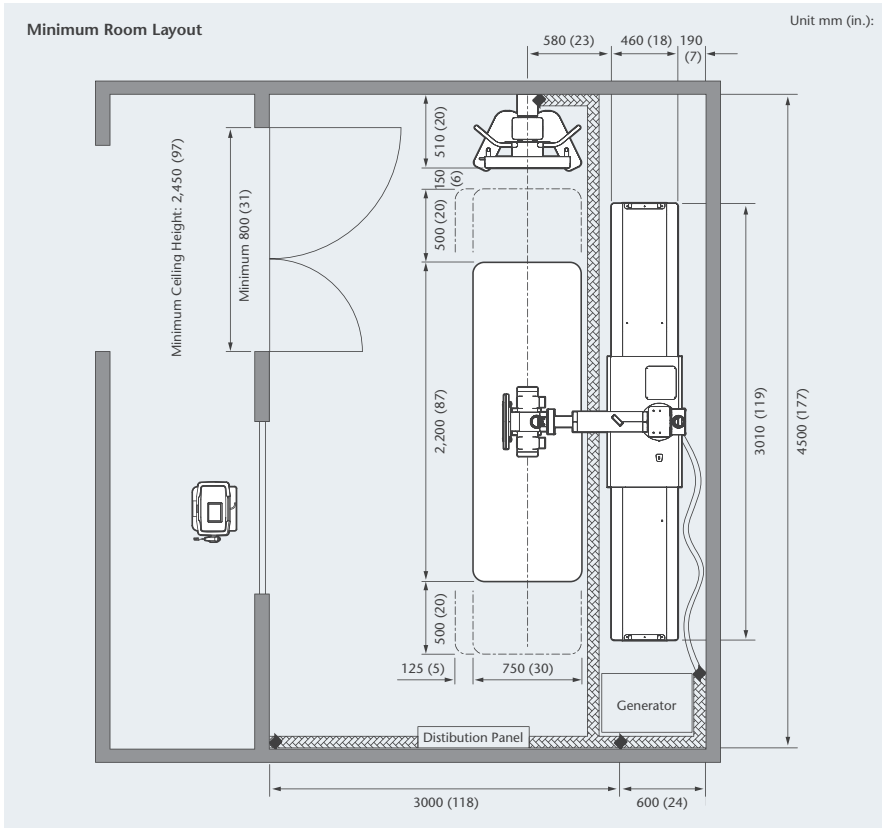 Minimum Room Layout
Unit mm (in.):
580 (23)
460 (18)
190
(7)
510 (20)
150
(6)
500 (20)
Minimum Ceiling Height: 2,450 (97)
Minimum 800 (31)
2,200 (87)
3010 (119)
4500 (177)
500 (20)
125 (5)
750 (30)
Generator
Distibution Panel
3000 (118)
600 (24)